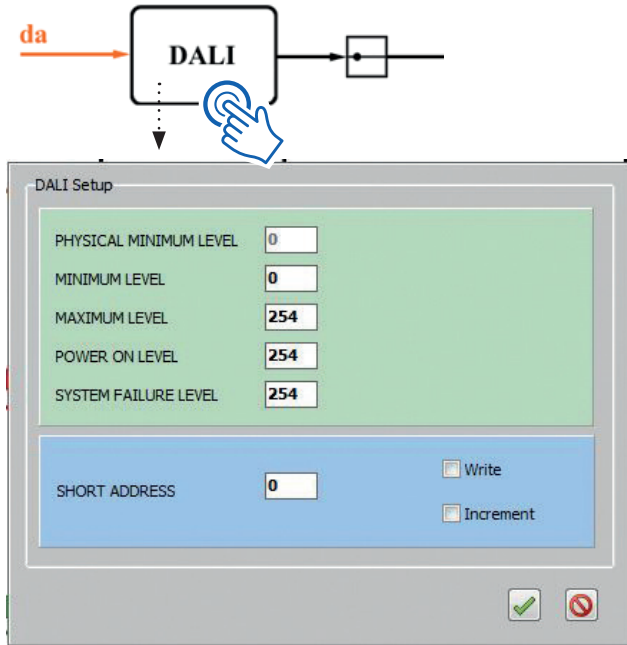 da
DALI
DALI Setup
PHYSICAL MINIMUM LEVEL 0
MINIMUM LEVEL 0
MAXIMUM LEVEL 254
POWER ON LEVEL 254
SYSTEM FAILURE LEVEL 254
Write
SHORT ADDRESS 0
Increment